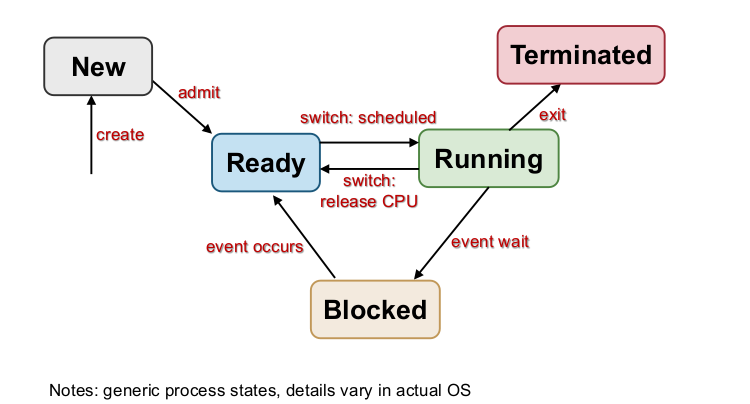 New
Terminated
admit
create
switch: scheduled
exit
Ready
Running
switch:
release CPU
event occurs
event wait
Blocked
Notes: generic process states, details vary in actual OS